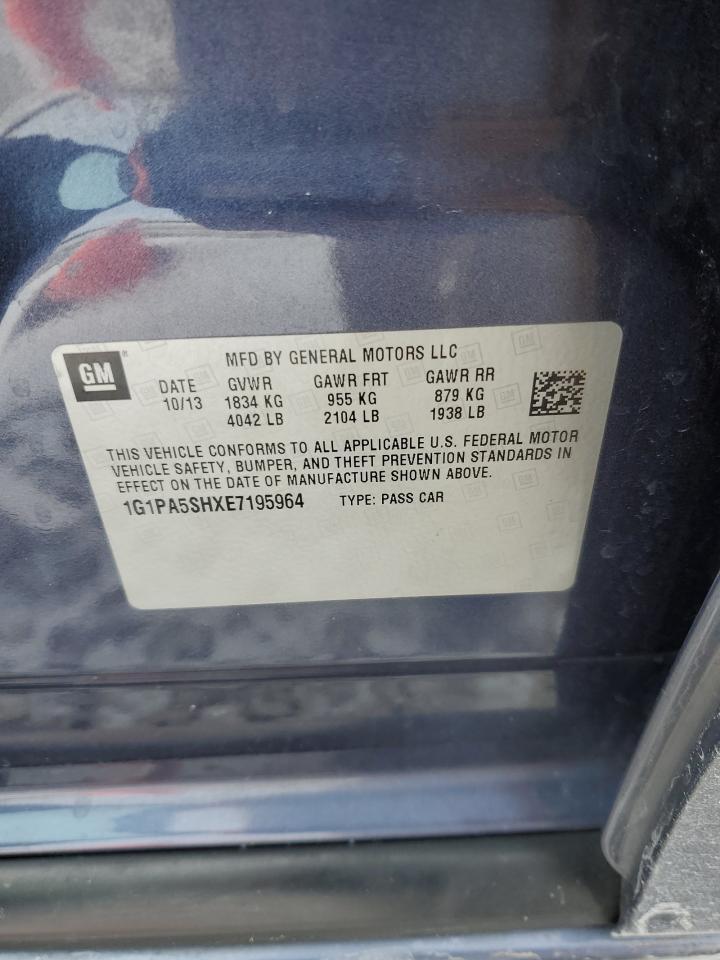 GM
MFD BY GENERAL MOTORS LLC
DATE GVWR GAWR FRT GAWR RR
10/13 1834 KG 955 KG 879 KG
4042 LB 2104 LB 1938 LB
THIS VEHICLE CONFORMS TO ALL APPLICABLE U.S. FEDERAL MOTOR
VEHICLE SAFETY, BUMPER, AND THEFT PREVENTION STANDARDS IN
EFFECT ON THE DATE OF MANUFACTURE SHOWN ABOVE.
1G1PA5SHXE7195964 TYPE: PASS CAR